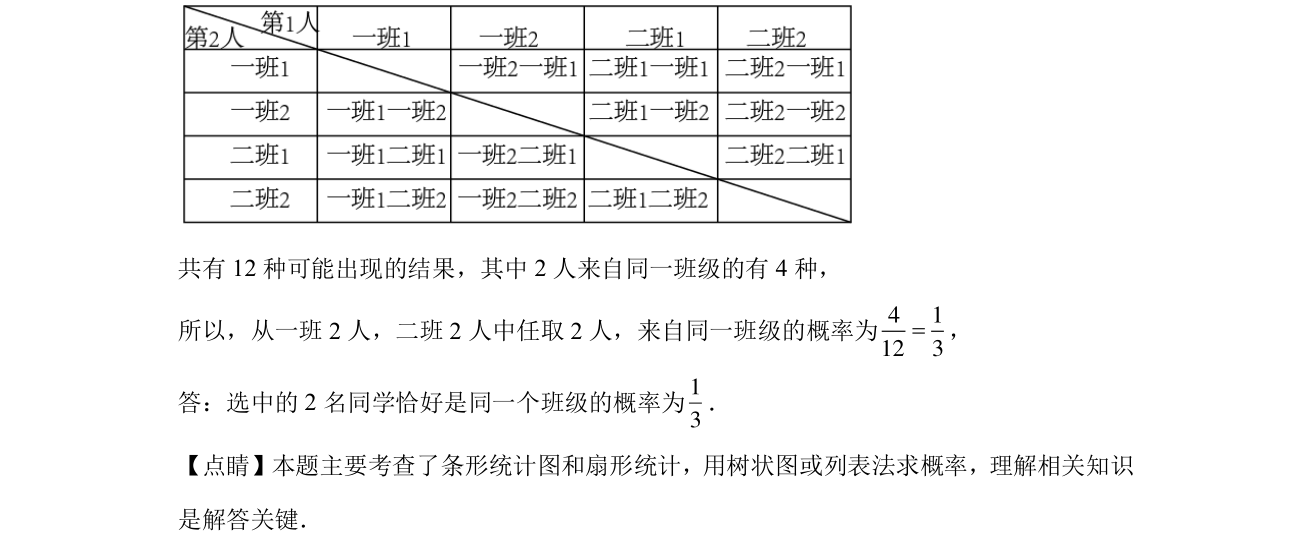 第1人
第2人 一班1 一班2 二班1 二班2
一班1 一班2一班1 二班1一班1 二班2一班1
一班2 一班1一班2 二班1一班2 二班2一班2
二班1 一班1二班1 一班2二班1 二班2二班1
二班2 一班1二班2 一班2二班2 二班1二班2
共有 12 种可能出现的结果，其中 2 人来自同一班级的有 4 种，
所以，从一班 2 人，二班 2 人中任取 2 人，来自同一班级的概率为 4/12 = 1/3，
答：选中的 2 名同学恰好是同一个班级的概率为 1/3．
【点睛】本题主要考查了条形统计图和扇形统计，用树状图或列表法求概率，理解相关知识
是解答关键．